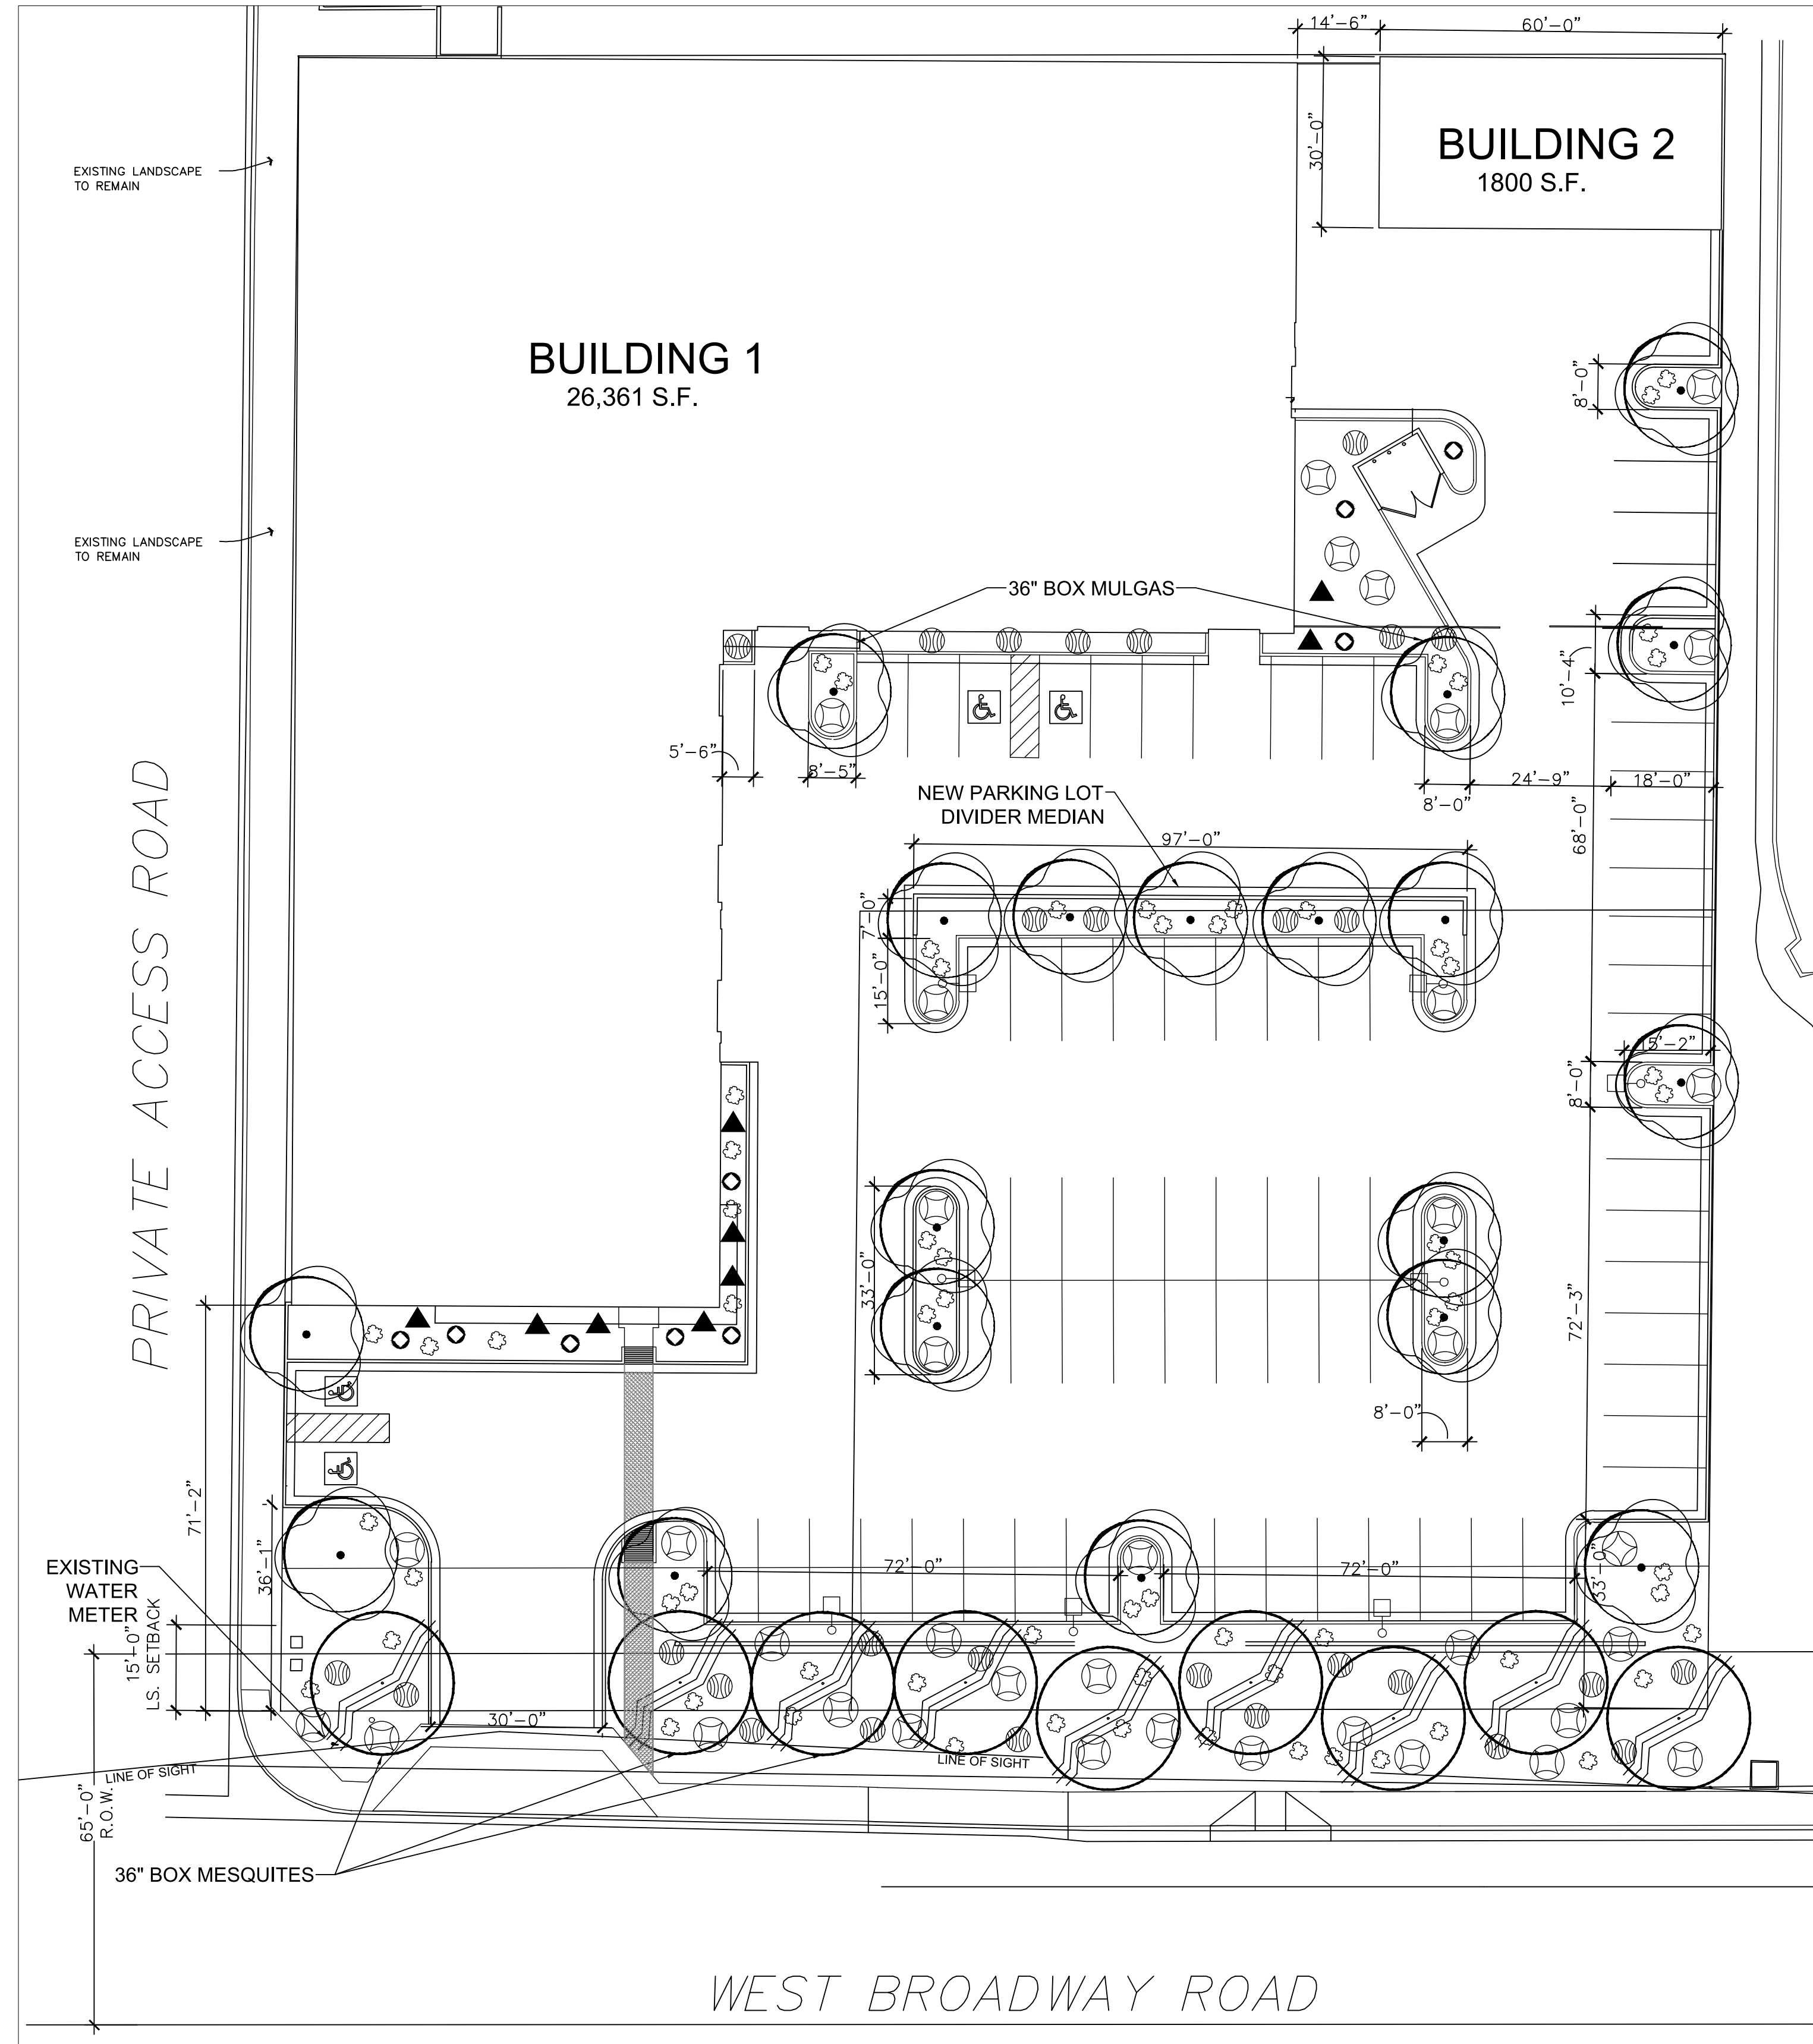 14'-6"
60'-0"
30'-0"
BUILDING 2
1800 S.F.
EXISTING LANDSCAPE
TO REMAIN
BUILDING 1
26,361 S.F.
8'-0"
EXISTING LANDSCAPE
TO REMAIN
36" BOX MULGAS
10'-4"
5'-6"
8'-5"
24'-9"
18'-0"
8'-0"
NEW PARKING LOT
DIVIDER MEDIAN
97'-0"
68'-0"
7'-0"
15'-0"
15'-2"
8'-0"
PRIVATE ACCESS ROAD
33'-0"
72'-3"
8'-0"
71'-2"
36'-1"
EXISTING
WATER
METER
72'-0"
72'-0"
33'-0"
15'-0"
L.S. SETBACK
30'-0"
LINE OF SIGHT
LINE OF SIGHT
65'-0"
R.O.W.
36" BOX MESQUITES
WEST BROADWAY ROAD